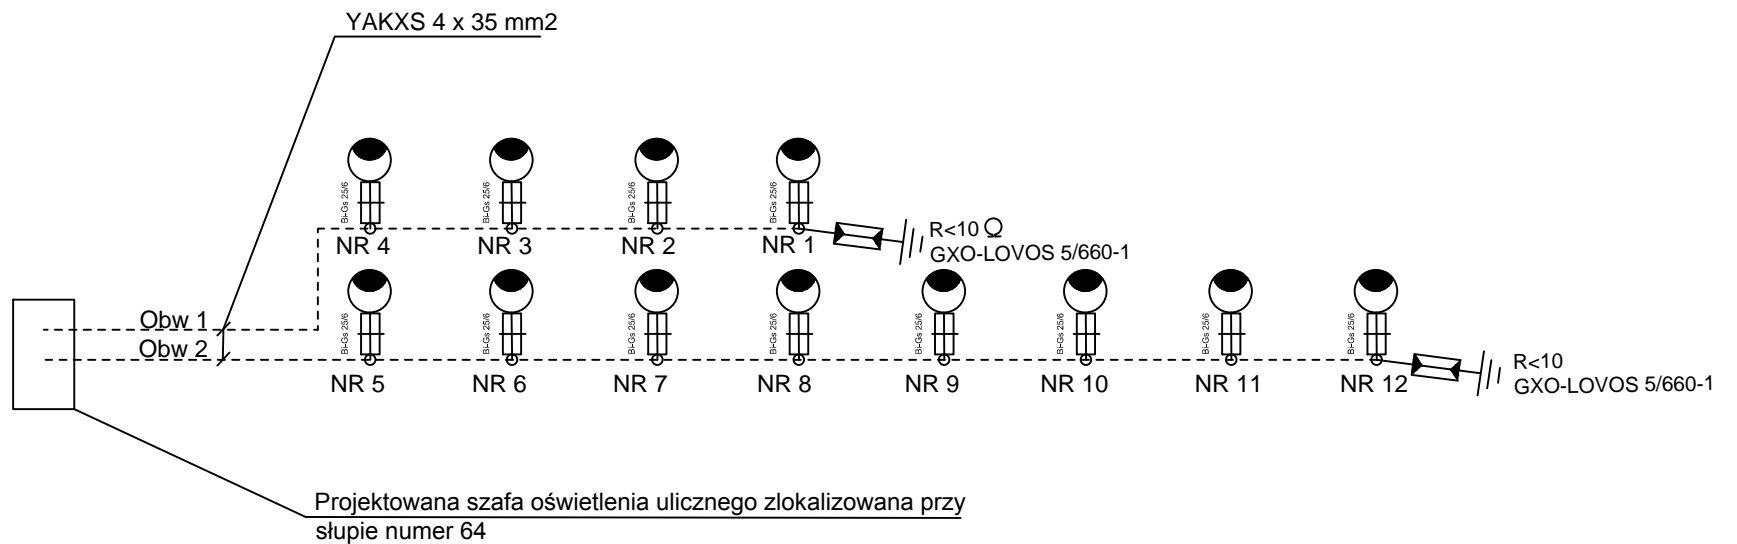 YAKXS 4 x 35 mm2
Bi-Gs 25/6
Bi-Gs 25/6
Bi-Gs 25/6
Bi-Gs 25/6
NR 4
NR 3
NR 2
NR 1
R<10 Ω
GXO-LOVOS 5/660-1
Obw 1
Obw 2
Bi-Gs 25/6
Bi-Gs 25/6
Bi-Gs 25/6
Bi-Gs 25/6
Bi-Gs 25/6
Bi-Gs 25/6
Bi-Gs 25/6
Bi-Gs 25/6
NR 5
NR 6
NR 7
NR 8
NR 9
NR 10
NR 11
NR 12
R<10
GXO-LOVOS 5/660-1
Projektowana szafa oświetlenia ulicznego zlokalizowana przy
słupie numer 64